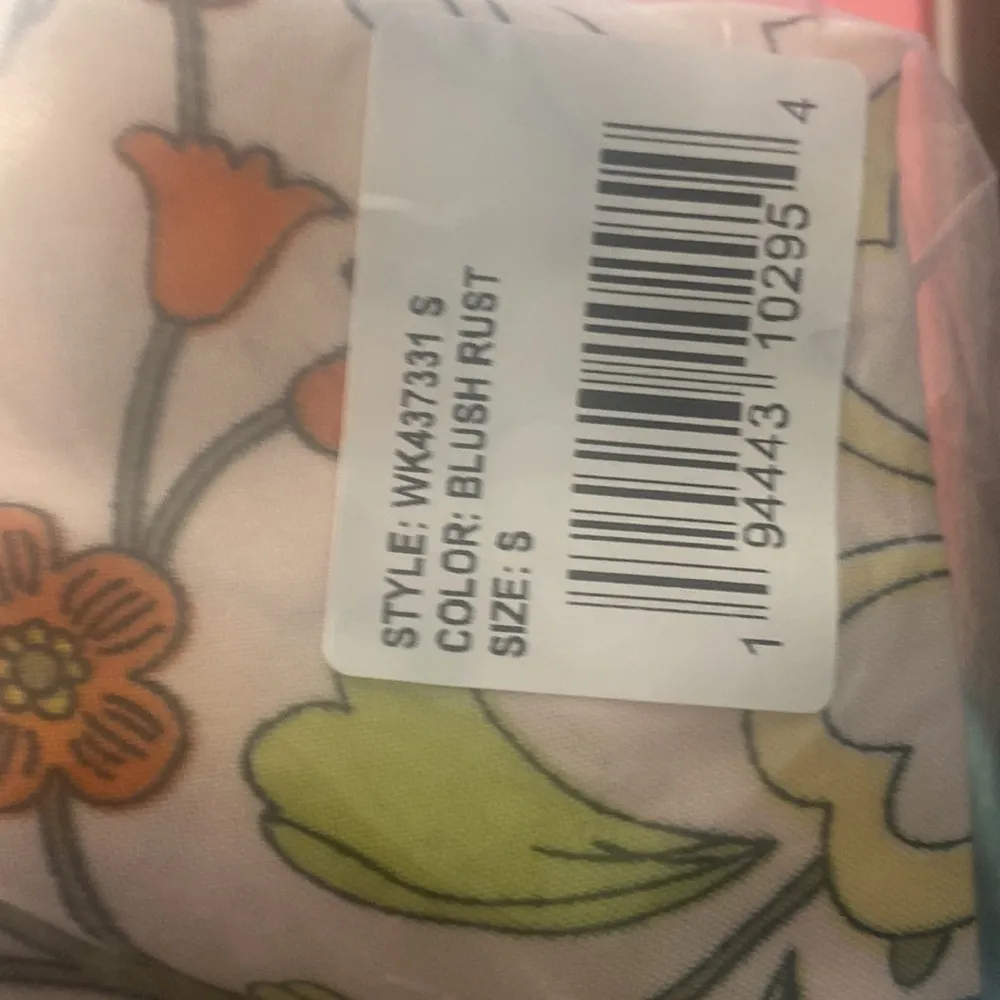 STYLE: WK437331 S
COLOR: BLUSH RUST
SIZE: S
1 94443 10295 4